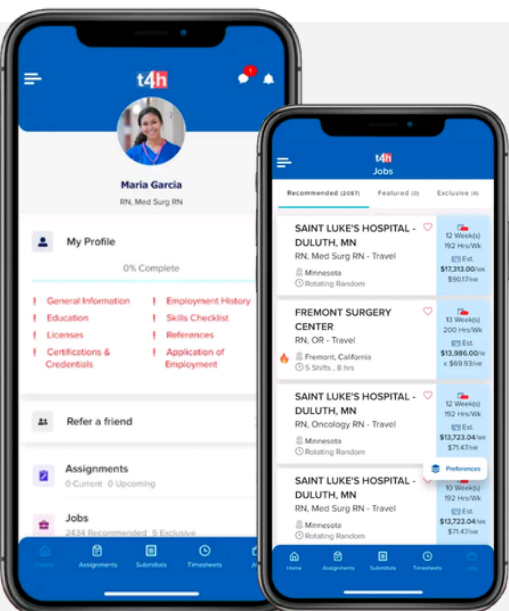 t4h
1
Maria Garcia
RN, Med Surg RN
My Profile
0% Complete
! General Information
! Education
! Licenses
! Certifications &
Credentials
! Employment History
! Skills Checklist
! References
! Application of
Employment
Refer a friend
Assignments
0 Current 0 Upcoming
Jobs
2434 Recommended 5 Exclusive
Home
Assignments
Submittals
Timesheets
t4h
Jobs
Recommended (2087)
Featured (0)
Exclusive (4)
SAINT LUKE'S HOSPITAL -
DULUTH, MN
RN, Med Surg RN - Travel
Minnesota
Rotating Random
12 Week(s)
192 Hrs/Wk
Est.
$17,313.00/WK
$90.17/HR
FREMONT SURGERY
CENTER
RN, OR - Travel
Fremont, California
5 Shifts , 8 hrs
13 Week(s)
200 Hrs/Wk
Est.
$13,986.00/W
K $69.93/HR
SAINT LUKE'S HOSPITAL -
DULUTH, MN
RN, Oncology RN - Travel
Minnesota
Rotating Random
12 Week(s)
192 Hrs/Wk
Est.
$13,723.04/WK
$71.47/HR
Preferences
SAINT LUKE'S HOSPITAL -
DULUTH, MN
RN, Med Surg RN - Travel
Minnesota
Rotating Random
10 Week(s)
192 Hrs/Wk
Est.
$13,723.04/WK
$71.47/HR
Home
Assignments
Submittals
Timesheets
Jobs